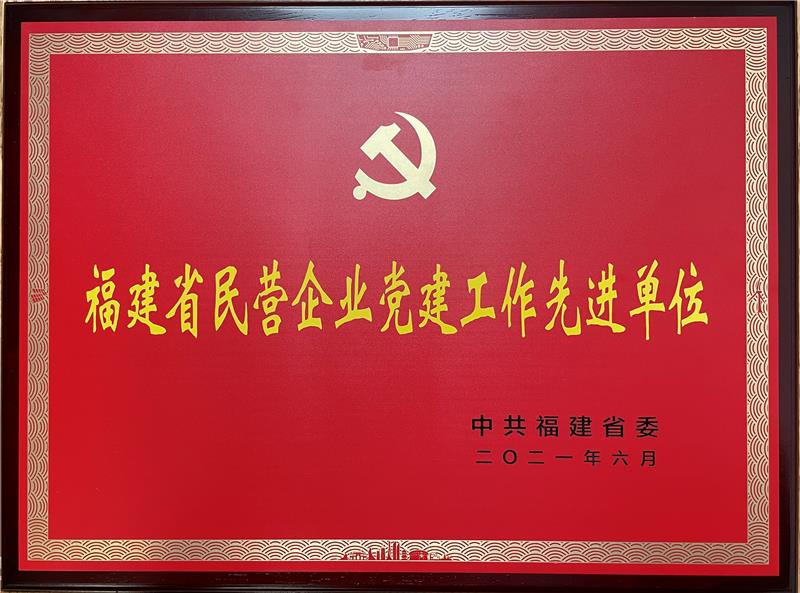 福建省民营企业党建工作先进单位
中共福建省委
二〇二一年六月